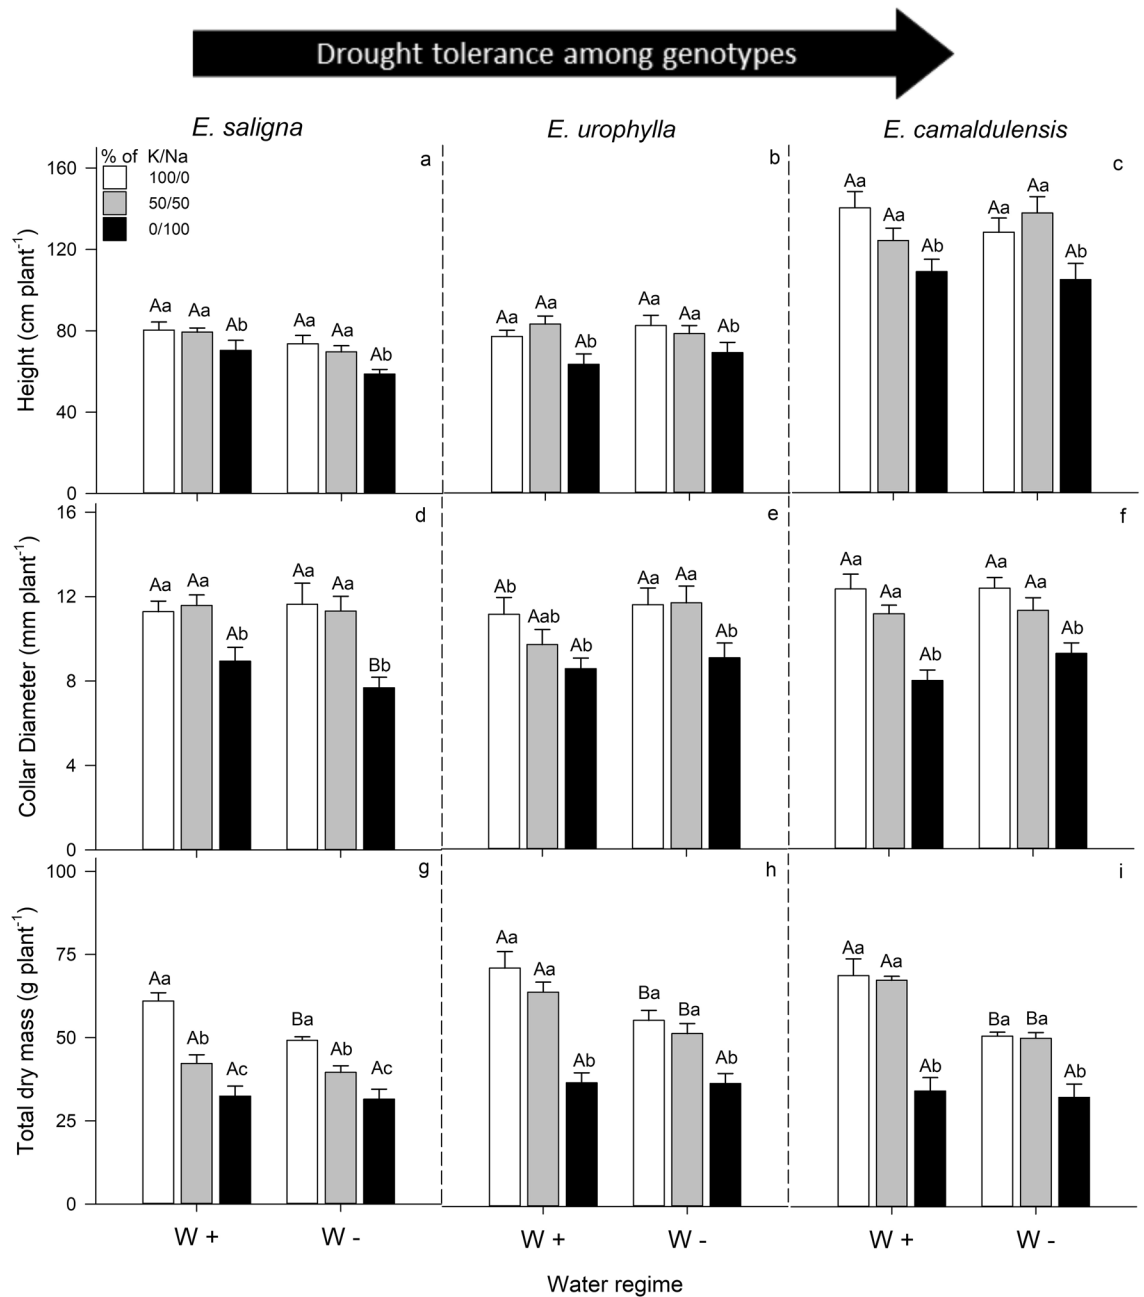 Drought tolerance among genotypes
E. saligna E. urophylla E. camaldulensis
% of K/Na
100/0
50/50
0/100
a b c
Height (cm plant-1)
160
120
80
40
0
Aa Aa Ab Aa Aa Ab
Aa Aa Ab Aa Aa Ab
Aa Aa Ab Aa Aa Ab
d e f
Collar Diameter (mm plant-1)
16
12
8
4
0
Aa Aa Ab Aa Aa Bb
Ab Aab Ab Aa Aa Ab
Aa Aa Ab Aa Aa Ab
g h i
Total dry mass (g plant-1)
100
75
50
25
0
Aa Ab Ac Ba Ab Ac
Aa Aa Ab Ba Ba Ab
Aa Aa Ab Ba Ba Ab
W + W - W + W - W + W -
Water regime